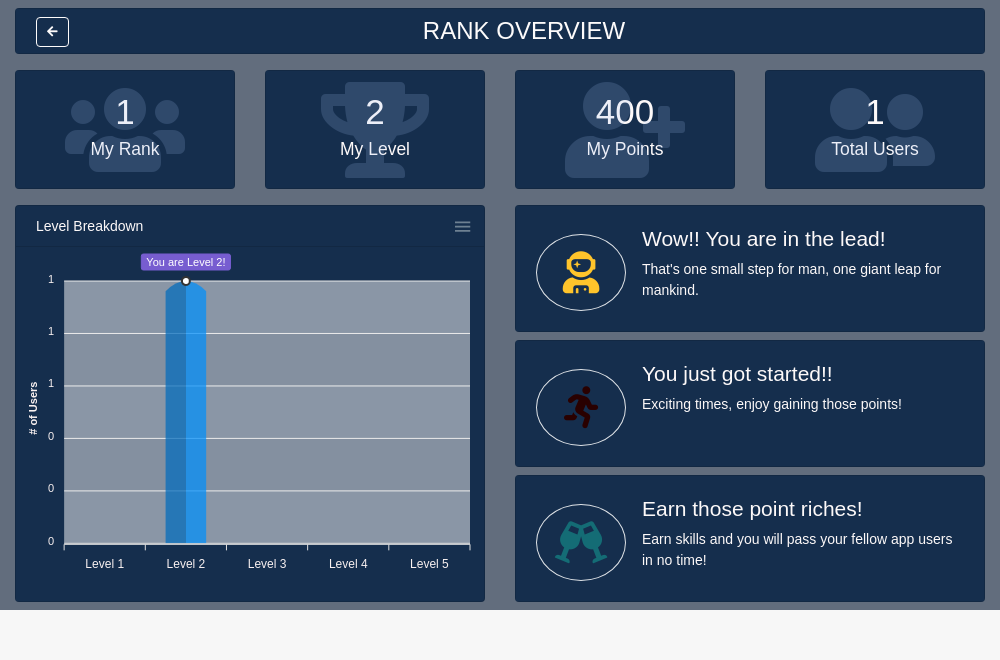 RANK OVERVIEW
1
My Rank
2
My Level
400
My Points
1
Total Users
Level Breakdown
You are Level 2!
1
1
1
0
0
0
# of Users
Level 1 Level 2 Level 3 Level 4 Level 5
Wow!! You are in the lead!
That's one small step for man, one giant leap for
mankind.
You just got started!!
Exciting times, enjoy gaining those points!
Earn those point riches!
Earn skills and you will pass your fellow app users
in no time!